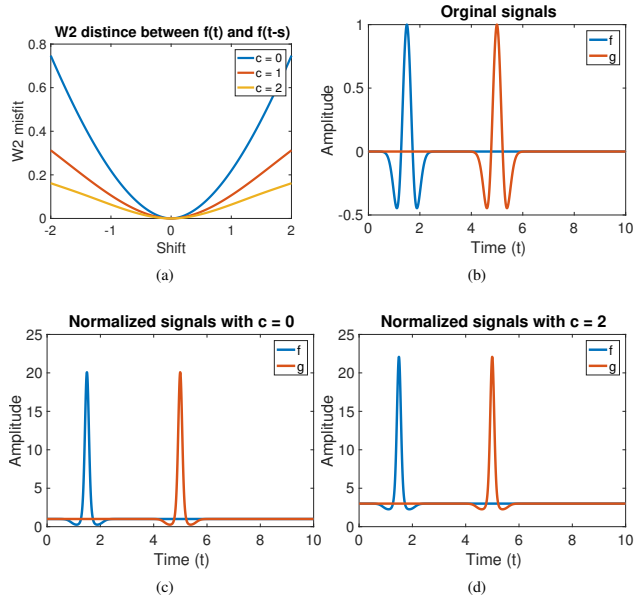 W2 distince between f(t) and f(t-s)
0.8
0.6
0.4
0.2
0
W2 misfit
c = 0
c = 1
c = 2
-2 -1 0 1 2
Shift
(a)
Orginal signals
1
0.5
0
-0.5
Amplitude
f
g
0 2 4 6 8 10
Time (t)
(b)
Normalized signals with c = 0
25
20
15
10
5
0
Amplitude
f
g
0 2 4 6 8 10
Time (t)
(c)
Normalized signals with c = 2
25
20
15
10
5
0
Amplitude
f
g
0 2 4 6 8 10
Time (t)
(d)